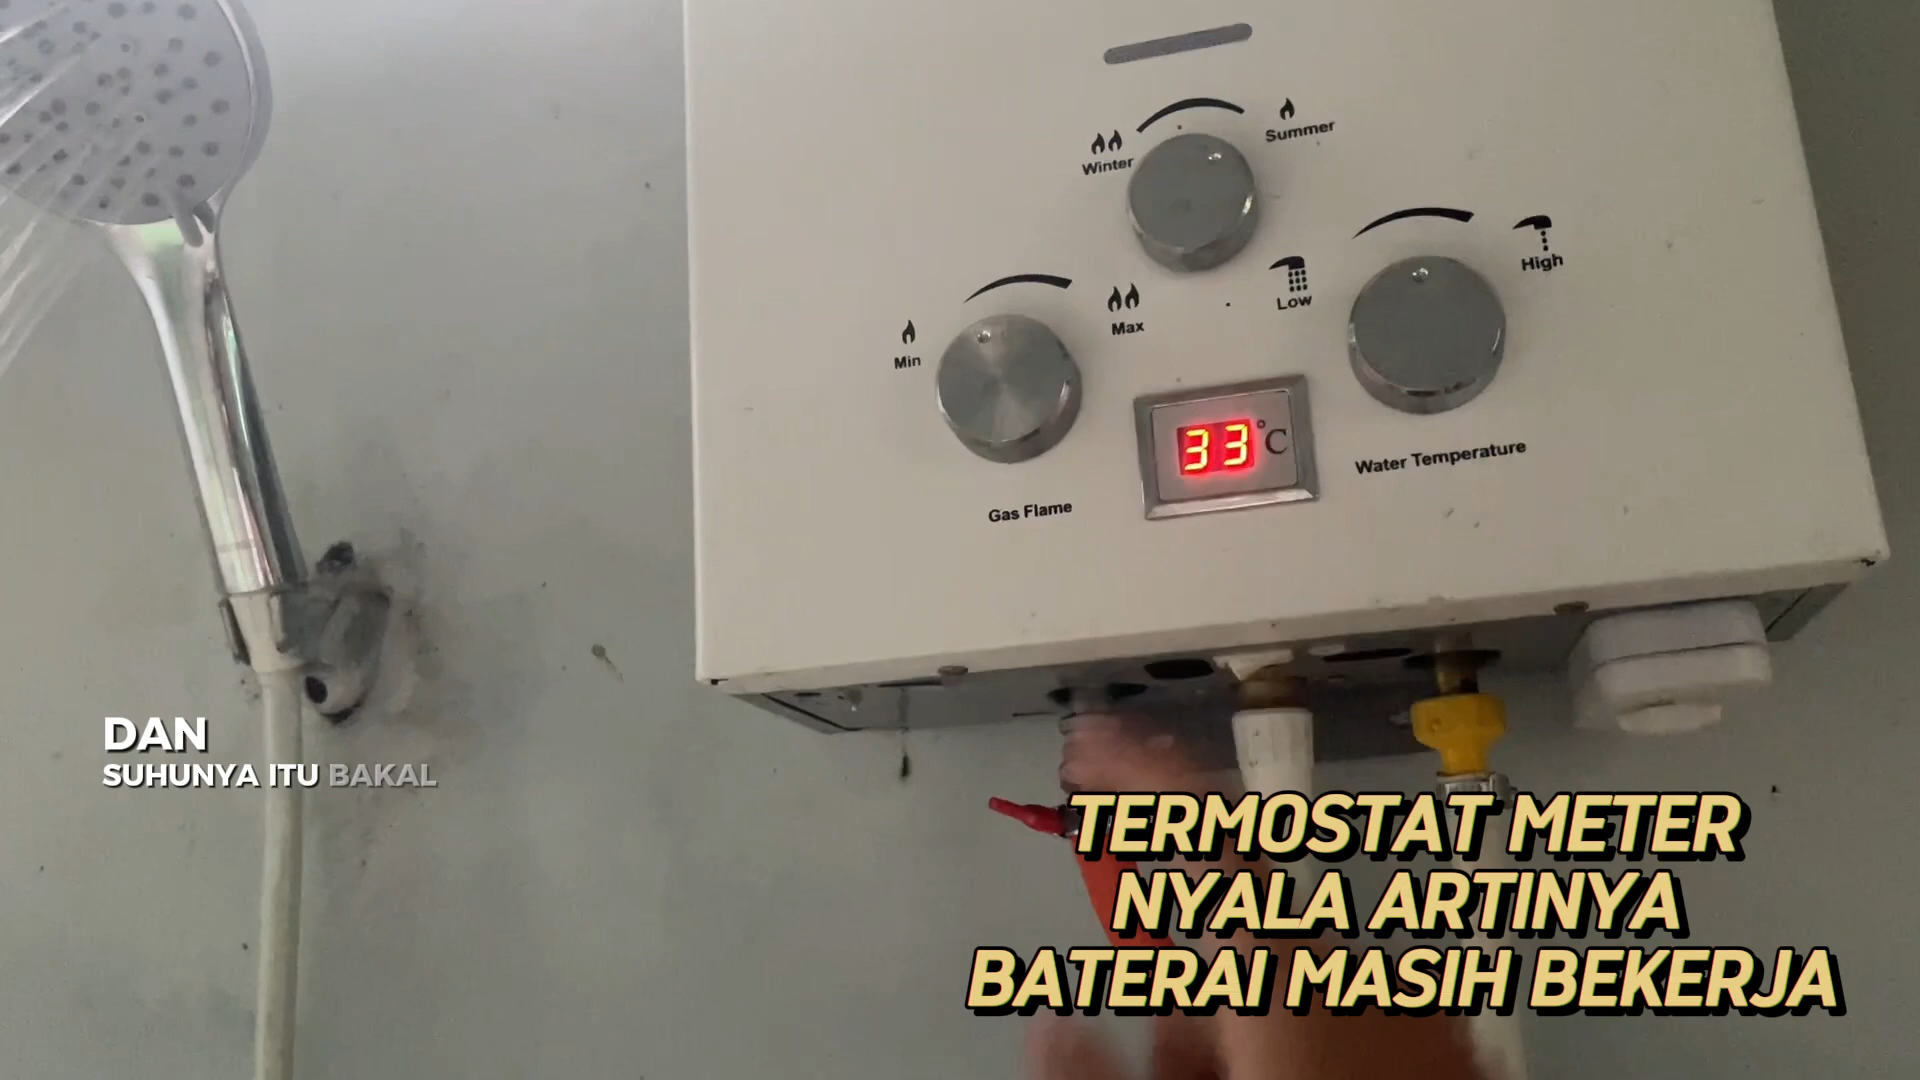 Summer
Winter
High
Low
Max
Min
33°C
Water Temperature
Gas Flame
DAN
SUHUNYA ITU BAKAL
TERMOSTAT METER
NYALA ARTINYA
BATERAI MASIH BEKERJA